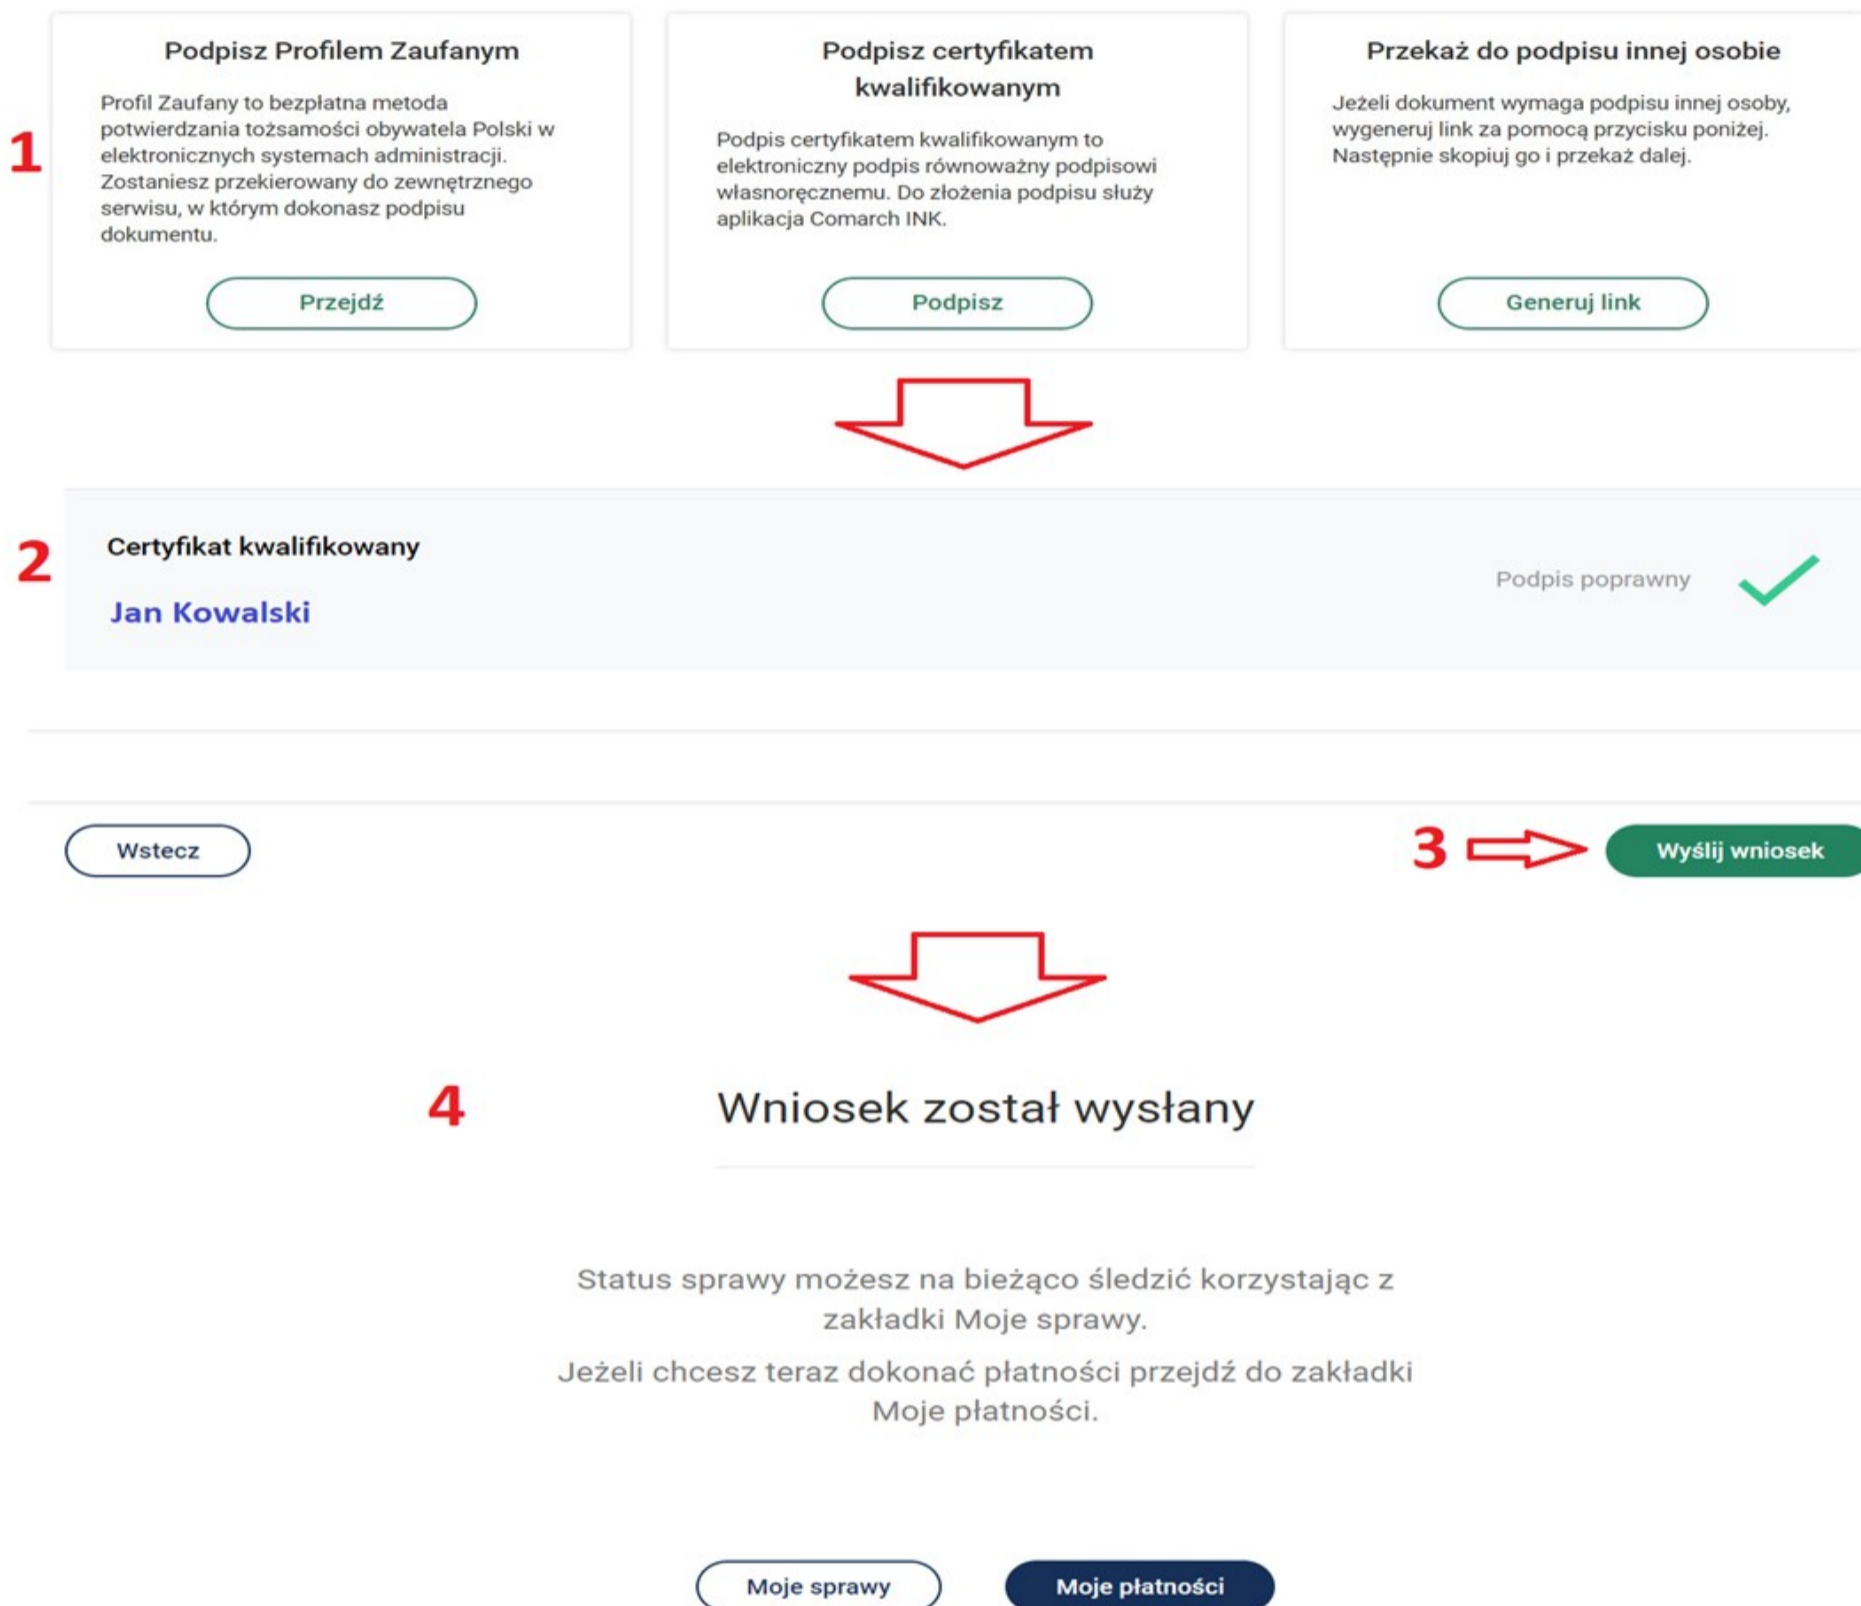 Podpisz Profilem Zaufanym
Profil Zaufany to bezpłatna metoda
potwierdzania tożsamości obywatela Polski w
elektronicznych systemach administracji.
Zostaniesz przekierowany do zewnętrznego
serwisu, w którym dokonasz podpisu
dokumentu.
Przejdź
Podpisz certyfikatem
kwalifikowanym
Podpis certyfikatem kwalifikowanym to
elektroniczny podpis równoważny podpisowi
własnoręcznemu. Do złożenia podpisu służy
aplikacja Comarch INK.
Podpisz
Przekaż do podpisu innej osobie
Jeżeli dokument wymaga podpisu innej osoby,
wygeneruj link za pomocą przycisku poniżej.
Następnie skopiuj go i przekaż dalej.
Generuj link
1
2
Certyfikat kwalifikowany
Jan Kowalski
Podpis poprawny
Wstecz
3
Wyślij wniosek
4
Wniosek został wysłany
Status sprawy możesz na bieżąco śledzić korzystając z
zakładki Moje sprawy.
Jeżeli chcesz teraz dokonać płatności przejdź do zakładki
Moje płatności.
Moje sprawy
Moje płatności